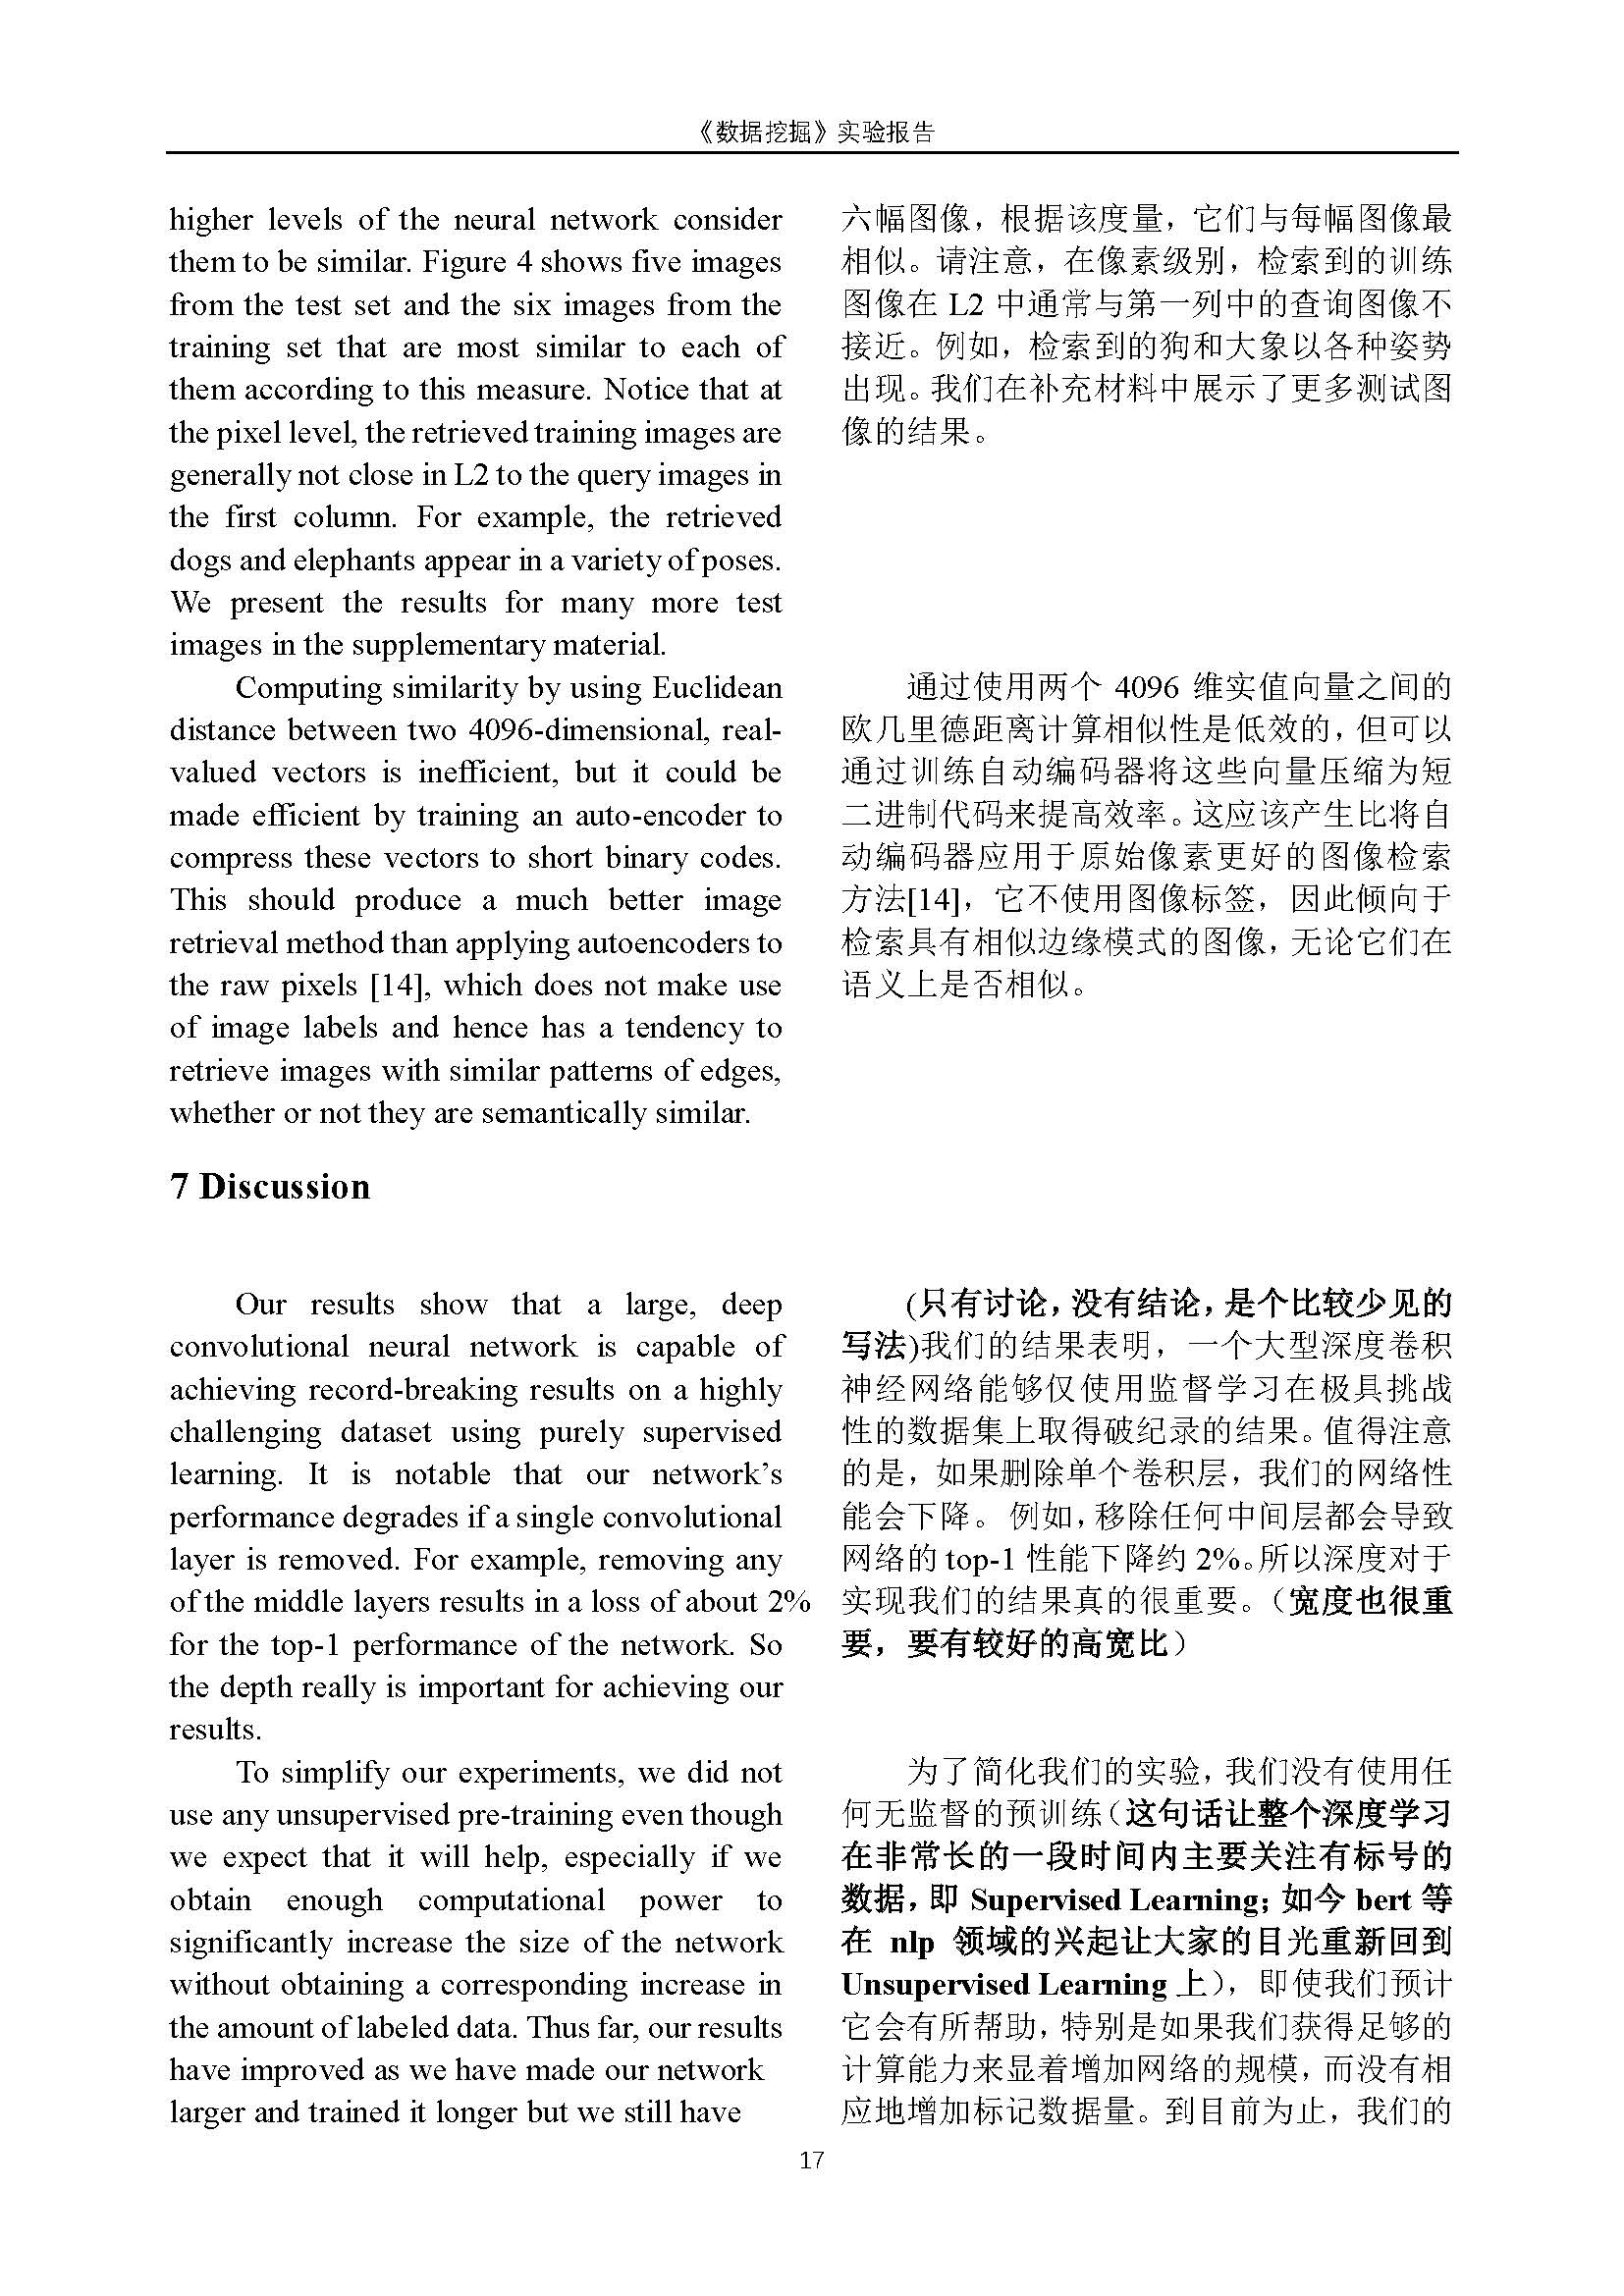 《数据挖掘》实验报告
higher levels of the neural network consider
them to be similar. Figure 4 shows five images
from the test set and the six images from the
training set that are most similar to each of
them according to this measure. Notice that at
the pixel level, the retrieved training images are
generally not close in L2 to the query images in
the first column. For example, the retrieved
dogs and elephants appear in a variety of poses.
We present the results for many more test
images in the supplementary material.
六幅图像，根据该度量，它们与每幅图像最
相似。请注意，在像素级别，检索到的训练
图像在 L2 中通常与第一列中的查询图像不
接近。例如，检索到的狗和大象以各种姿势
出现。我们在补充材料中展示了更多测试图
像的结果。
Computing similarity by using Euclidean
distance between two 4096-dimensional, real-
valued vectors is inefficient, but it could be
made efficient by training an auto-encoder to
compress these vectors to short binary codes.
This should produce a much better image
retrieval method than applying autoencoders to
the raw pixels [14], which does not make use
of image labels and hence has a tendency to
retrieve images with similar patterns of edges,
whether or not they are semantically similar.
通过使用两个 4096 维实值向量之间的
欧几里德距离计算相似性是低效的，但可以
通过训练自动编码器将这些向量压缩为短
二进制代码来提高效率。这应该产生比将自
动编码器应用于原始像素更好的图像检索
方法[14]，它不使用图像标签，因此倾向于
检索具有相似边缘模式的图像，无论它们在
语义上是否相似。
7 Discussion
Our results show that a large, deep
convolutional neural network is capable of
achieving record-breaking results on a highly
challenging dataset using purely supervised
learning. It is notable that our network’s
performance degrades if a single convolutional
layer is removed. For example, removing any
of the middle layers results in a loss of about 2%
for the top-1 performance of the network. So
the depth really is important for achieving our
results.
(只有讨论，没有结论，是个比较少见的
写法)我们的结果表明，一个大型深度卷积
神经网络能够仅使用监督学习在极具挑战
性的数据集上取得破纪录的结果。值得注意
的是，如果删除单个卷积层，我们的网络性
能会下降。 例如，移除任何中间层都会导致
网络的 top-1 性能下降约 2%。所以深度对于
实现我们的结果真的很重要。（宽度也很重
要，要有较好的高宽比）
To simplify our experiments, we did not
use any unsupervised pre-training even though
we expect that it will help, especially if we
obtain enough computational power to
significantly increase the size of the network
without obtaining a corresponding increase in
the amount of labeled data. Thus far, our results
have improved as we have made our network
larger and trained it longer but we still have
为了简化我们的实验，我们没有使用任
何无监督的预训练（这句话让整个深度学习
在非常长的一段时间内主要关注有标号的
数据，即 Supervised Learning；如今 bert 等
在 nlp 领域的兴起让大家的目光重新回到
Unsupervised Learning 上），即使我们预计
它会有所帮助，特别是如果我们获得足够的
计算能力来显着增加网络的规模，而没有相
应地增加标记数据量。到目前为止，我们的
17